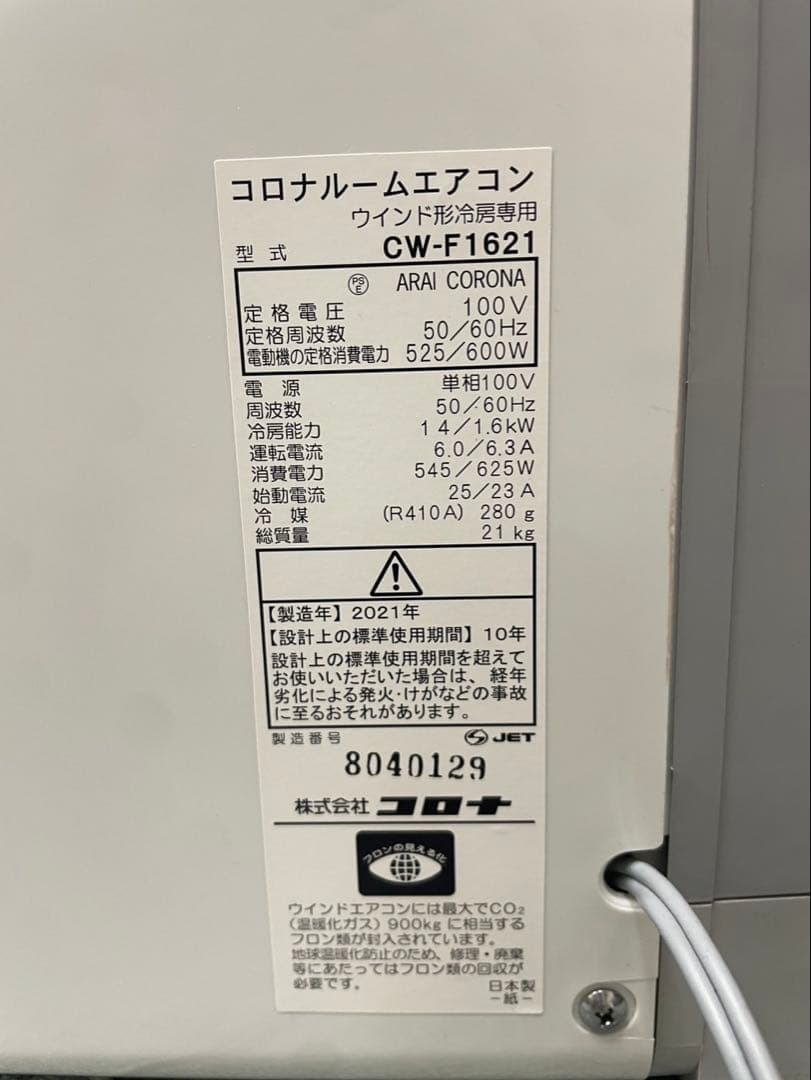 コロナルームエアコン
ウインド形冷房専用
型式 CW-F1621
PSE ARAI CORONA
定格電圧 100V
定格周波数 50/60Hz
電動機の定格消費電力 525/600W
電源 単相100V
周波数 50/60Hz
冷房能力 1 4/1.6kW
運転電流 6.0/6.3A
消費電力 545/625W
始動電流 25/23A
冷媒 (R410A) 280g
総質量 21kg
【製造年】2021年
【設計上の標準使用期間】10年
設計上の標準使用期間を超えて
お使いいただいた場合は、経年
劣化による発火・けがなどの事故
に至るおそれがあります。
製造番号 JET
8040129
株式会社 コロナ
フロンの見える化
ウインドエアコンには最大でCO₂
(温暖化ガス)900kgに相当する
フロン類が封入されています。
地球温暖化防止のため、修理・廃棄
等にあたってはフロン類の回収が
必要です。
日本製
-紙-